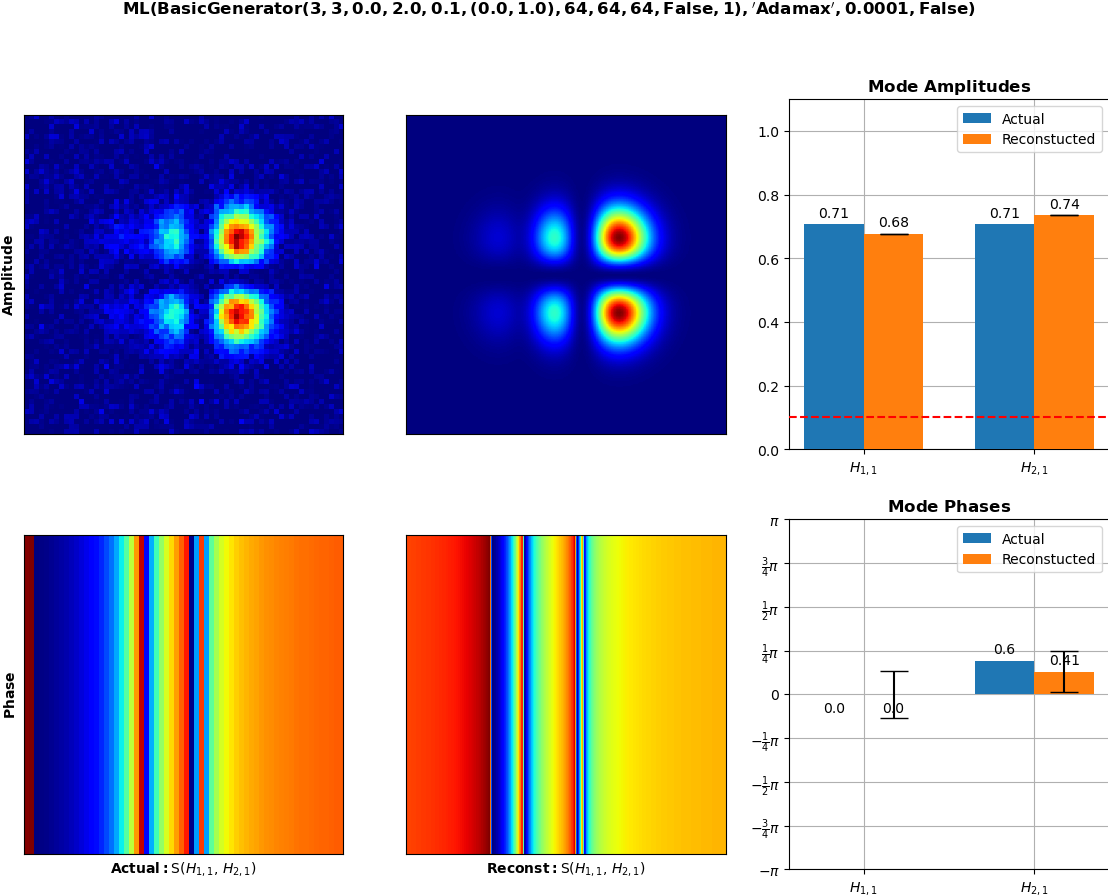 ML(BasicGenerator(3, 3, 0.0, 2.0, 0.1, (0.0, 1.0), 64, 64, 64, False, 1), ′Adamax′, 0.0001, False)
Amplitude
Mode Amplitudes
Actual
Reconstucted
1.0
0.8
0.6
0.4
0.2
0.0
0.71
0.68
0.71
0.74
H1,1
H2,1
Phase
Actual: S(H1,1, H2,1)
Reconst: S(H1,1, H2,1)
Mode Phases
Actual
Reconstucted
π
3/4π
1/2π
1/4π
0
−1/4π
−1/2π
−3/4π
−π
0.0
0.0
0.6
0.41
H1,1
H2,1